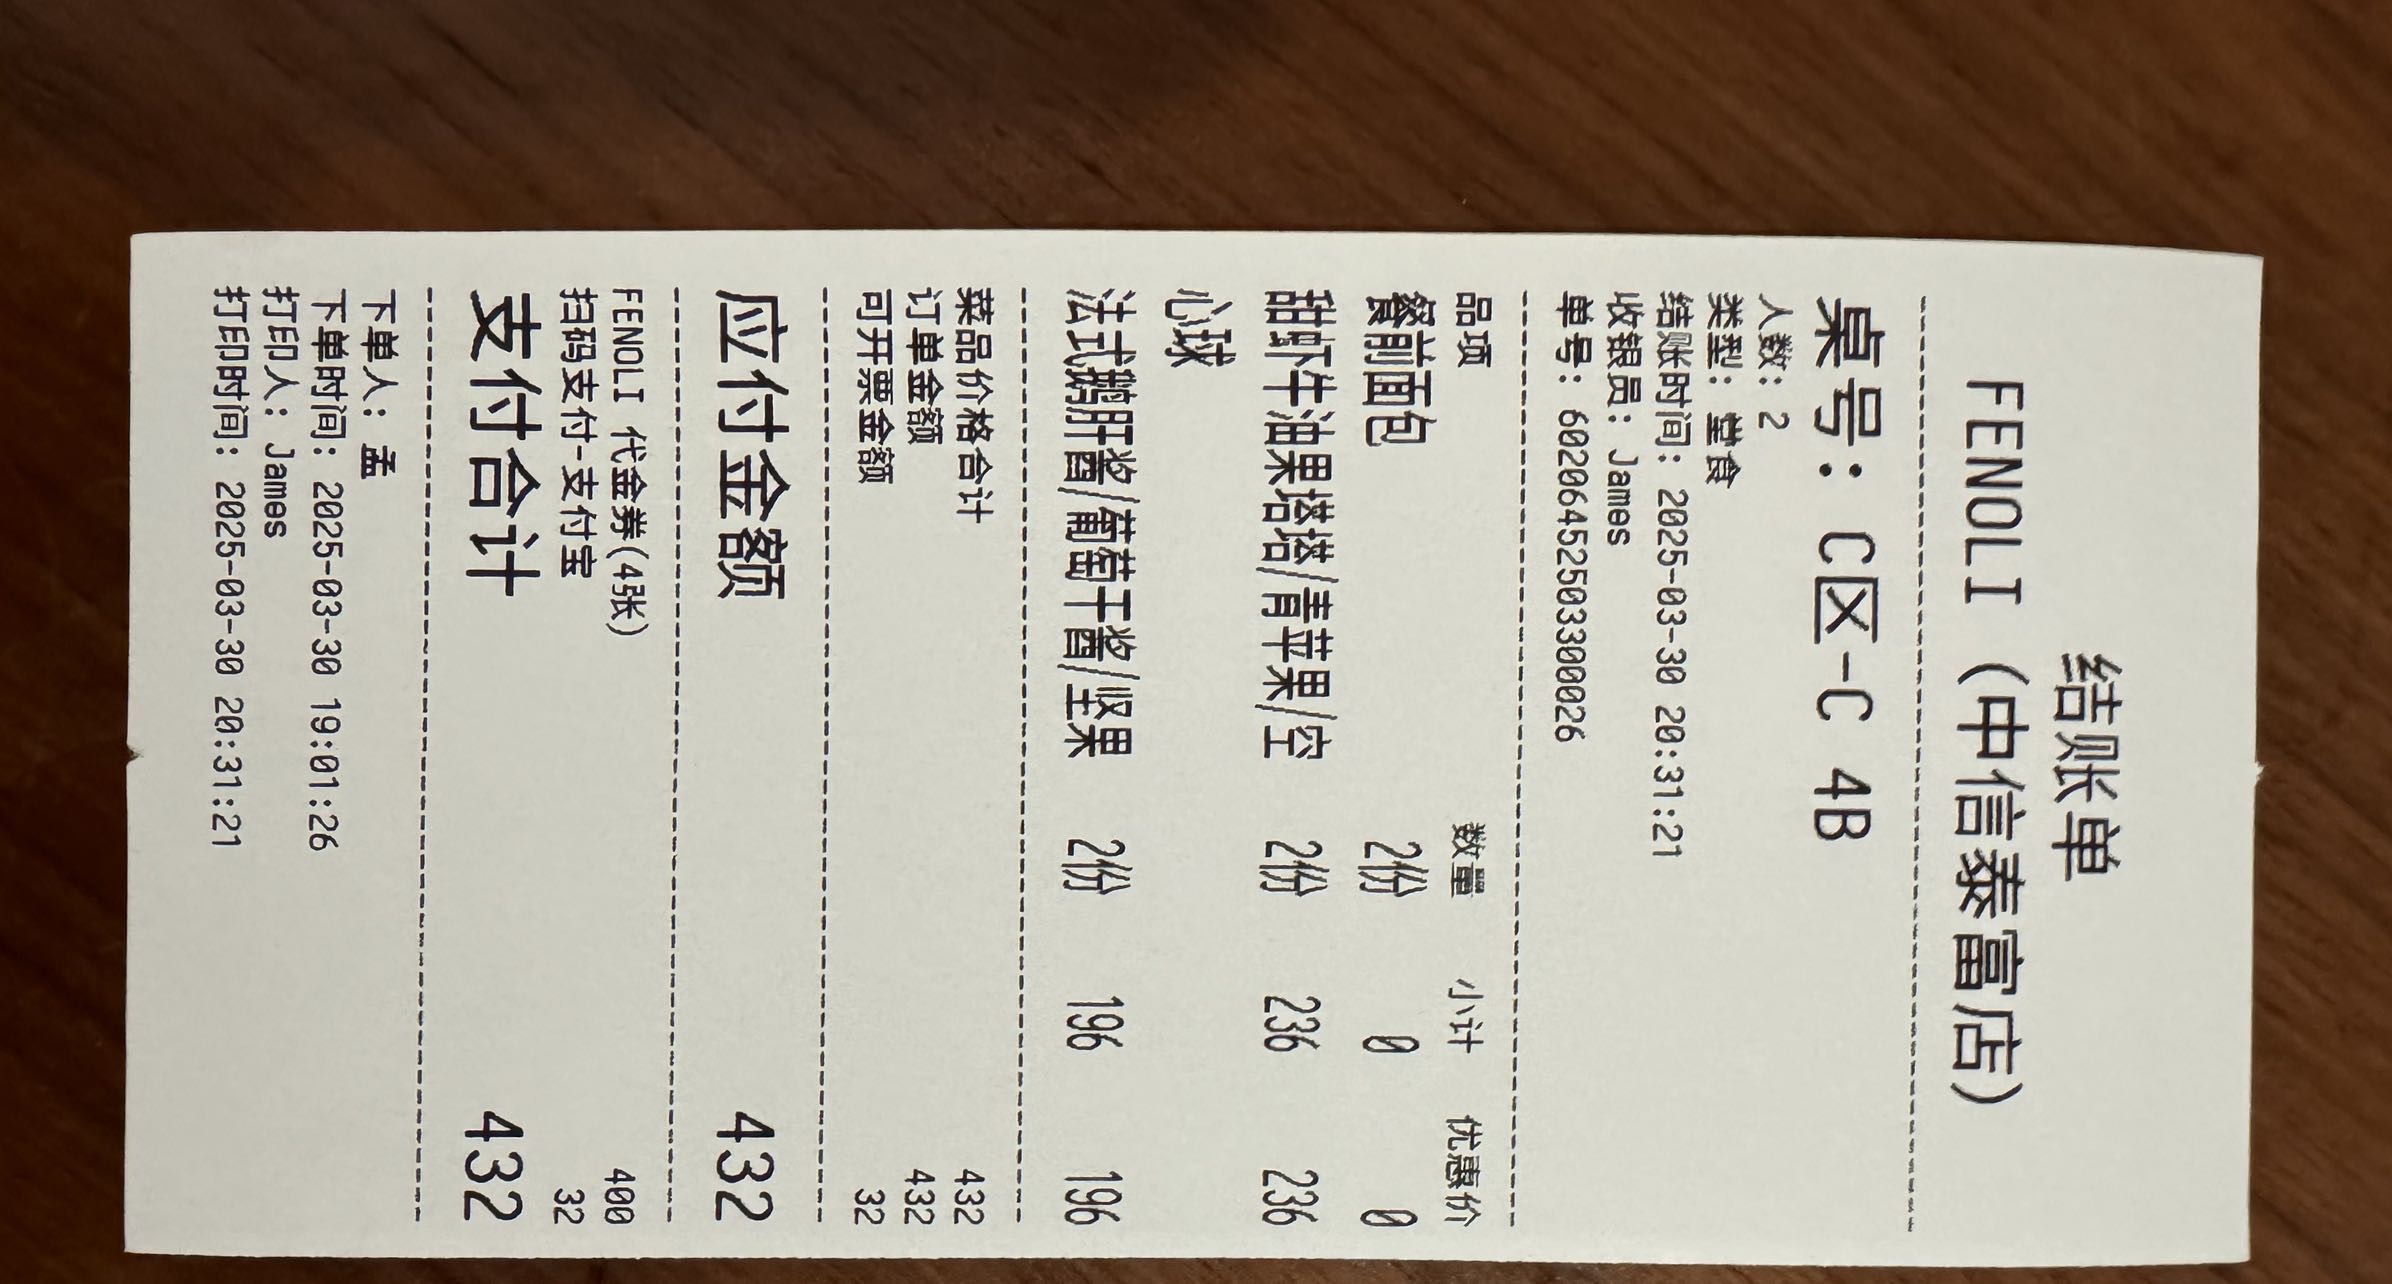 结账单
FENOLI (中信泰富店)
桌号: C区-C 4B
人数: 2
类型: 堂食
结账时间: 2025-03-30 20:31:21
收银员: James
单号: 602064525033000026
品项 数量 小计 优惠价
餐前面包 2份 0 0
甜虾牛油果塔塔/青苹果/空 2份 236 236
心球
法式鹅肝酱/葡萄干酱/坚果 2份 196 196
菜品价格合计 432
订单金额 432
可开票金额 32
应付金额 432
FENOLI 代金券(4张) 400
扫码支付-支付宝 32
支付合计 432
下单人: 孟
下单时间: 2025-03-30 19:01:26
打印人: James
打印时间: 2025-03-30 20:31:21